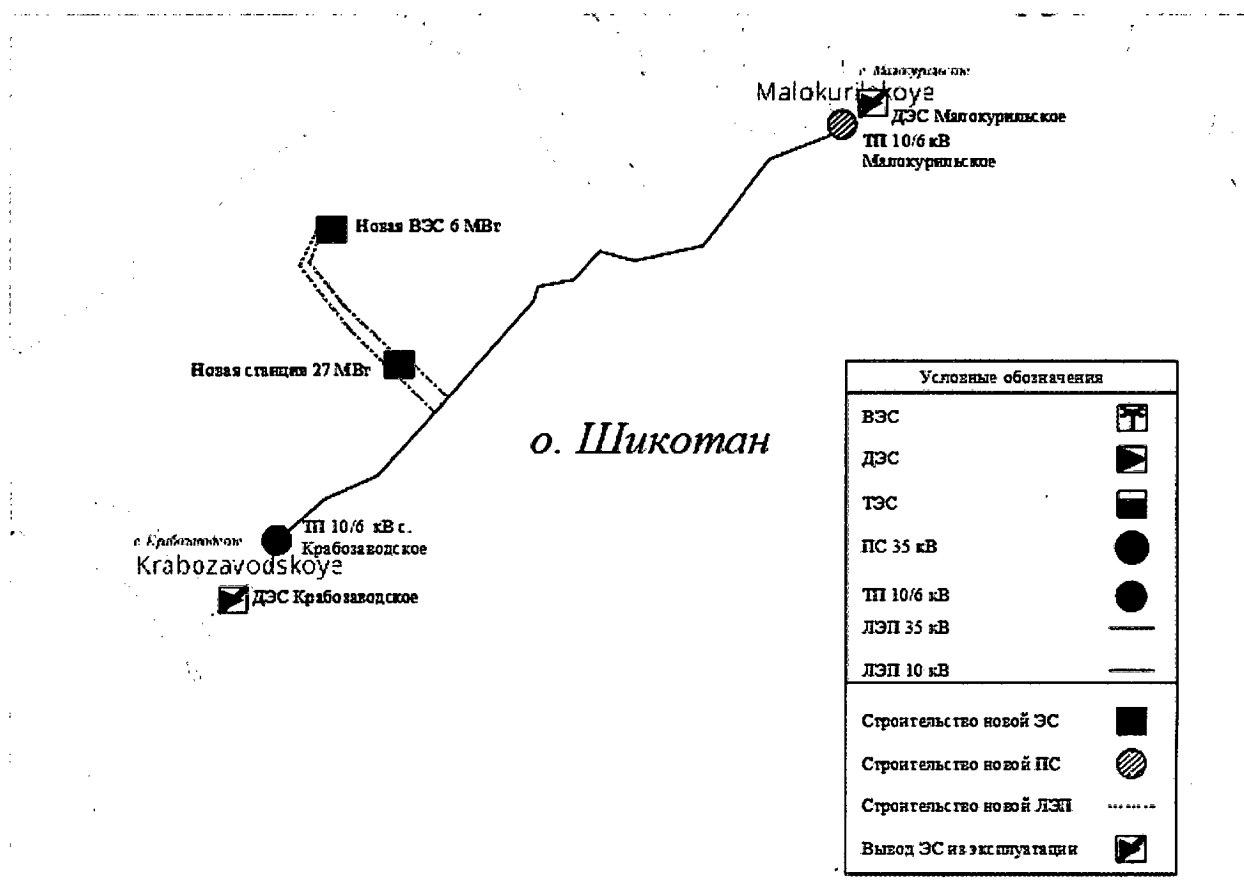 с. Малокурильское
Malokurilskoye
ДЭС Малокурильское
ТП 10/6 кВ
Малокурильское
Новая ВЭС 6 МВт
Новая станция 27 МВт
о. Шикотан
ТП 10/6 кВ с.
Крабозаводское
с. Крабозаводское
Krabozavodskoye
ДЭС Крабозаводское
Условные обозначения
ВЭС
ДЭС
ТЭС
ПС 35 кВ
ТП 10/6 кВ
ЛЭП 35 кВ
ЛЭП 10 кВ
Строительство новой ЭС
Строительство новой ПС
Строительство новой ЛЭП
Вывод ЭС из эксплуатации